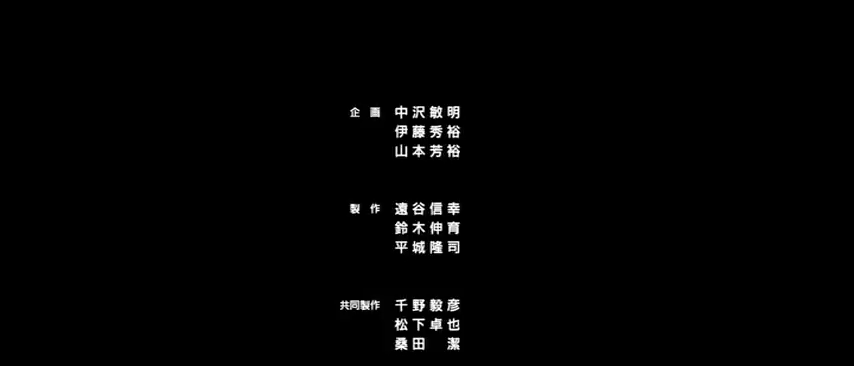 企画 中沢敏明
伊藤秀裕
山本芳裕
製作 遠谷信幸
鈴木伸育
平城隆司
共同製作 千野毅彦
松下卓也
桑田 潔